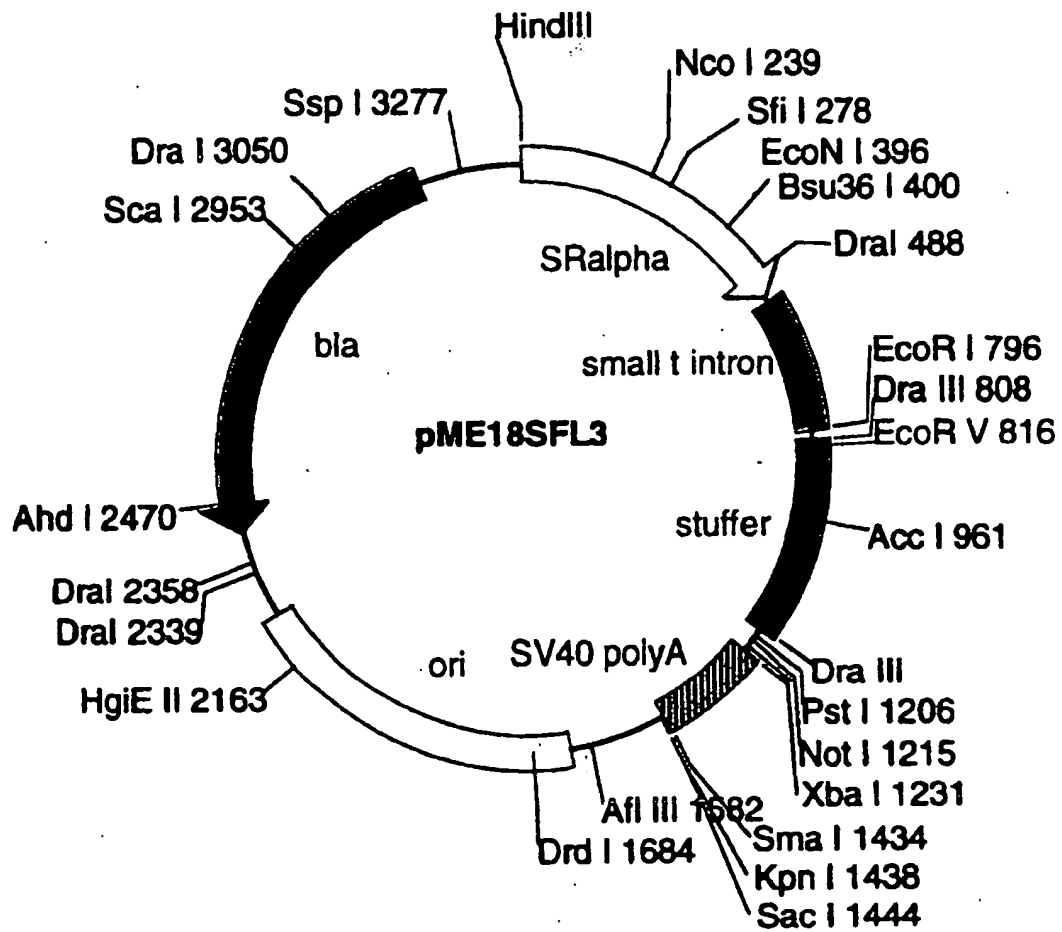 HindIII
Nco I 239
Ssp I 3277
Sfi I 278
Dra I 3050
EcoN I 396
Bsu36 I 400
Sca I 2953
DraI 488
SRalpha
bla
small t intron
EcoR I 796
Dra III 808
pME18SFL3
EcoR V 816
Ahd I 2470
stuffer
Acc I 961
DraI 2358
DraI 2339
ori
SV40 polyA
Dra III
HgiE II 2163
Pst I 1206
Not I 1215
Xba I 1231
Afl III 1582
Sma I 1434
Drd I 1684
Kpn I 1438
Sac I 1444